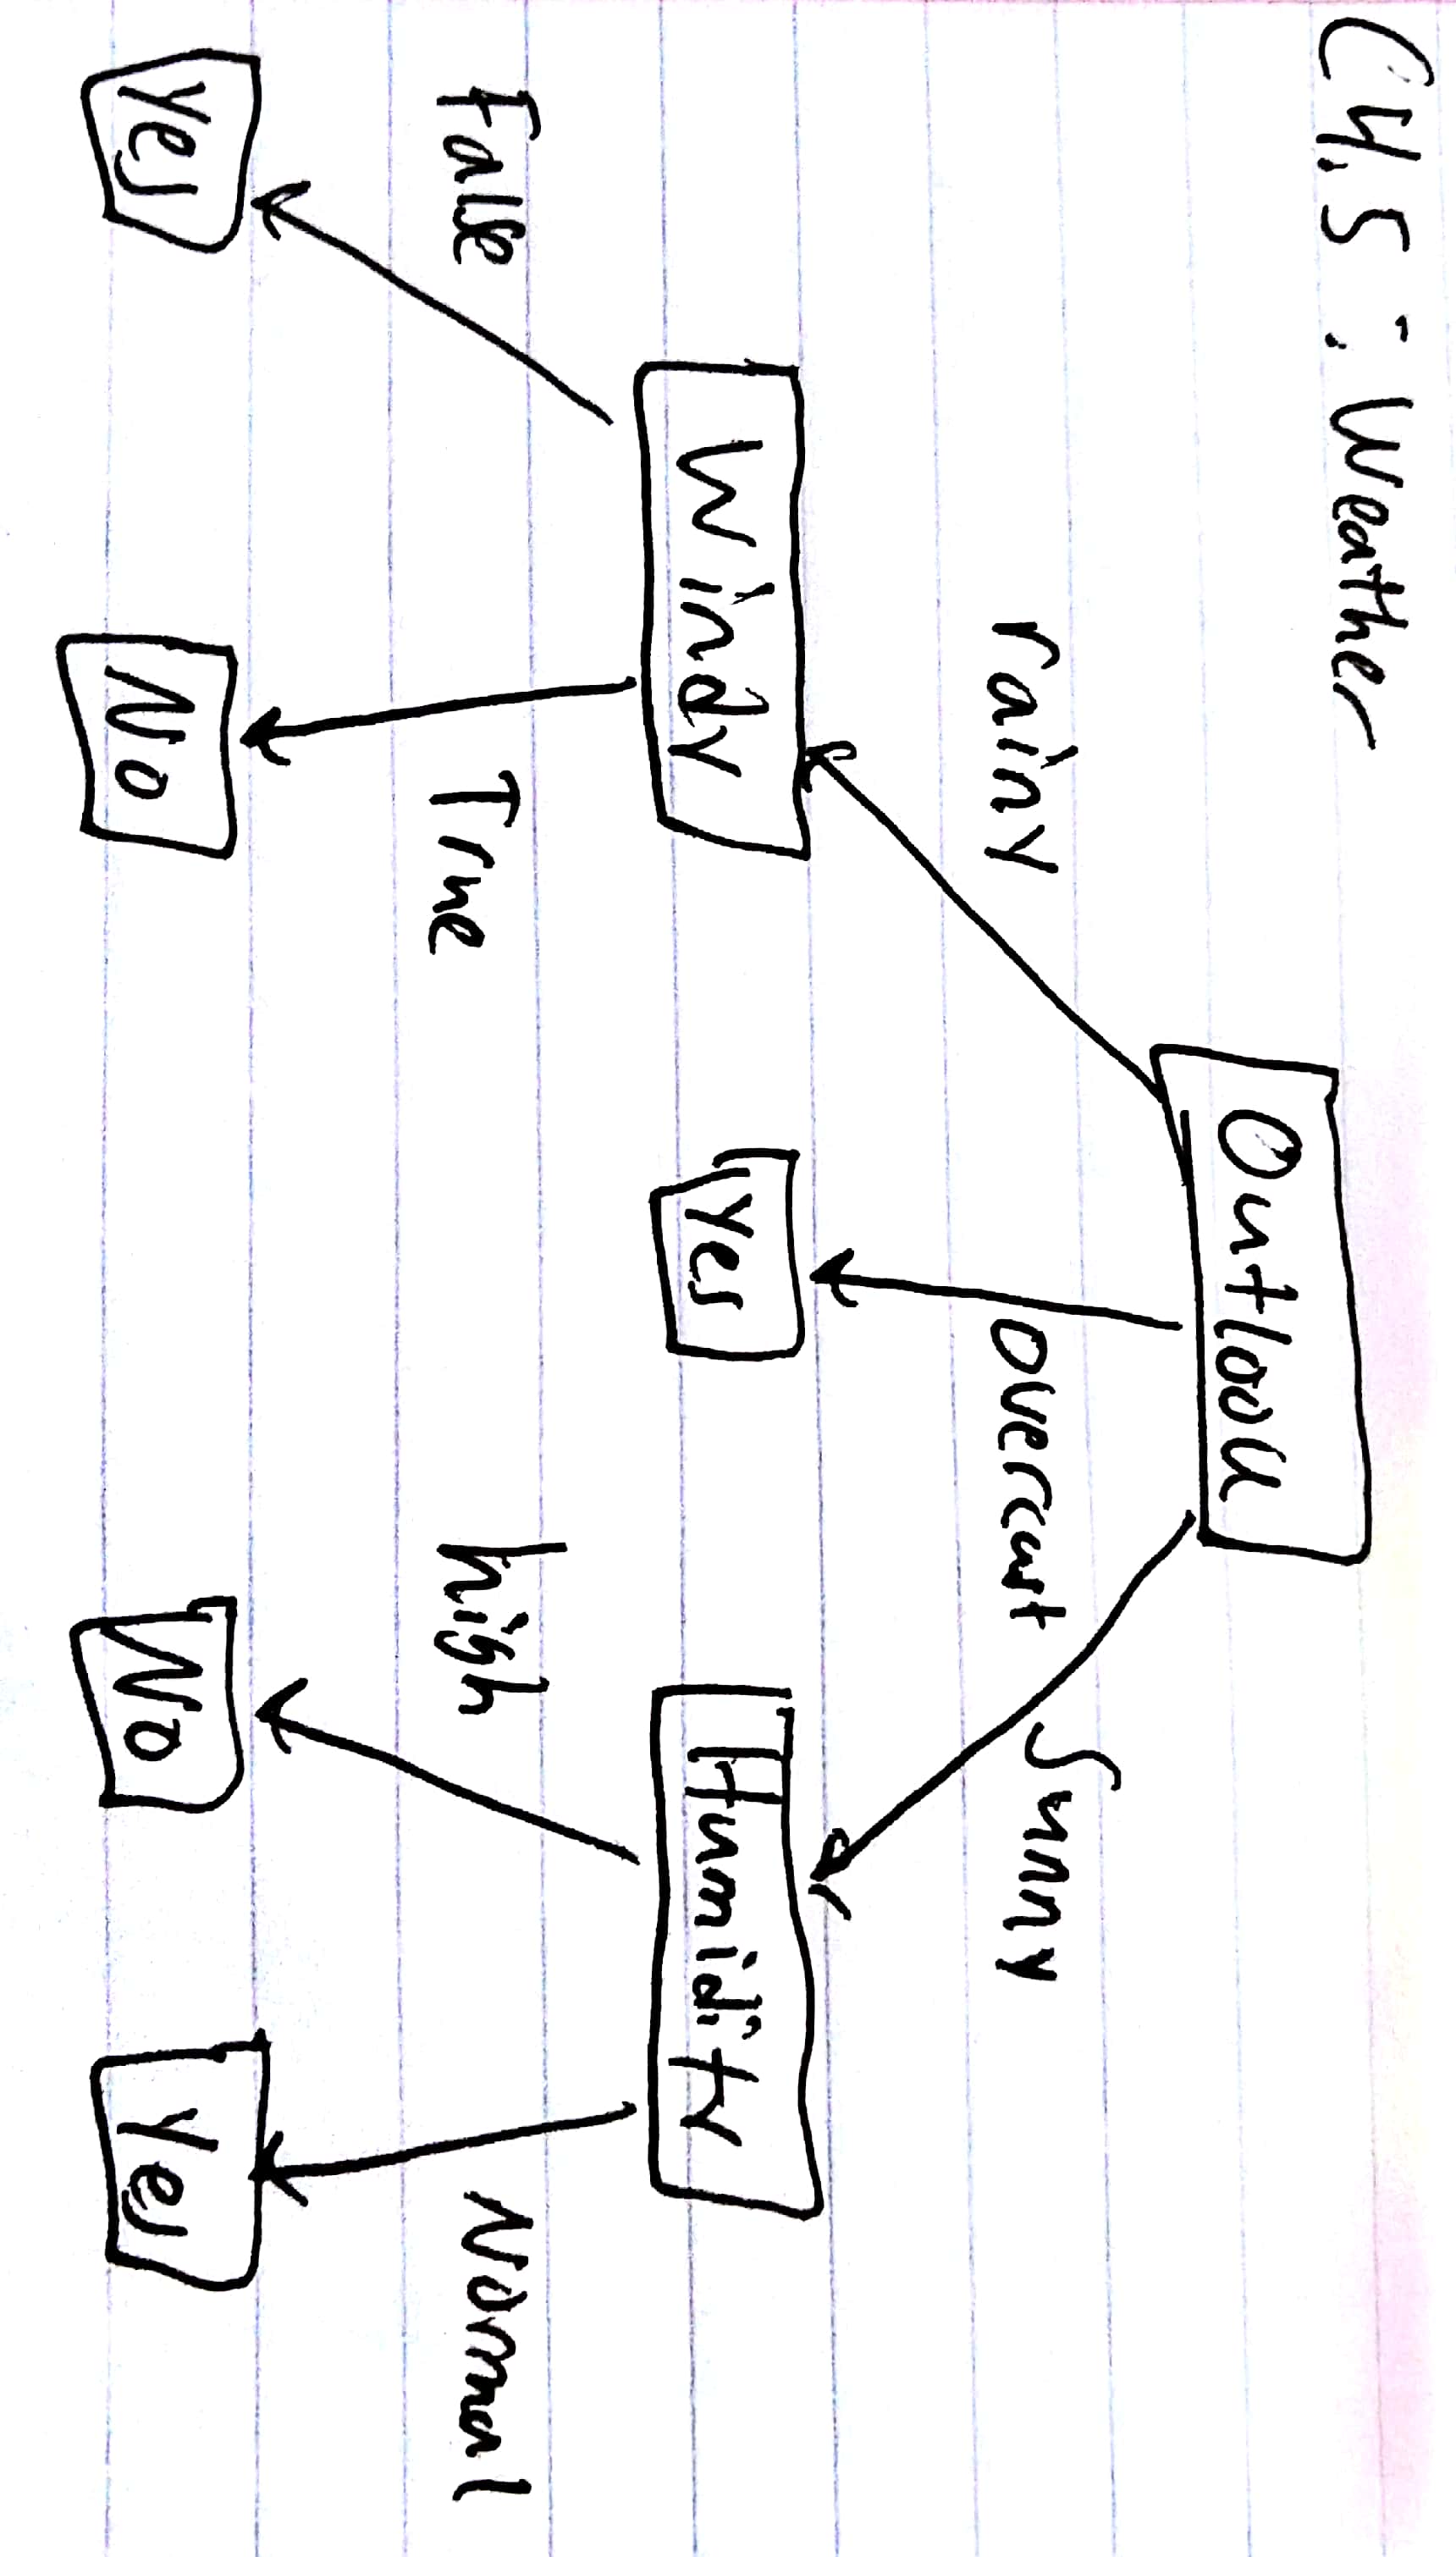 C4.5 : Weather
Outlook
rainy
overcast
Sunny
Windy
Yes
Humidity
False
True
high
Normal
Yes
No
No
Yes